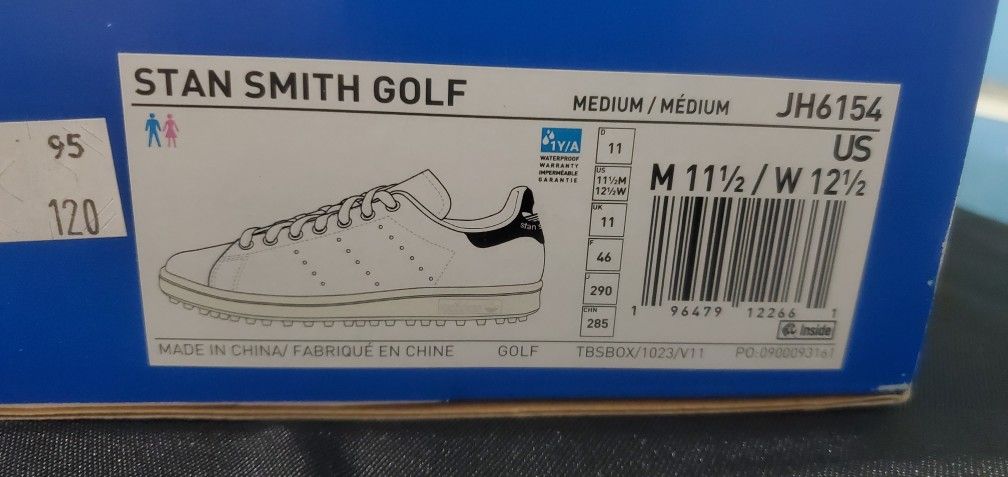 STAN SMITH GOLF
MEDIUM / MÉDIUM
JH6154
95
120
1Y/A
WATERPROOF
WARRANTY
IMPERMÉABLE
GARANTIE
D
11
US
11½M
12½W
UK
11
F
46
J
290
CHN
285
US
M 11½ / W 12½
1 96479 12266 1
Inside
stan s
MADE IN CHINA/ FABRIQUÉ EN CHINE
GOLF
TBSBOX/1023/V11
PO:0900093161